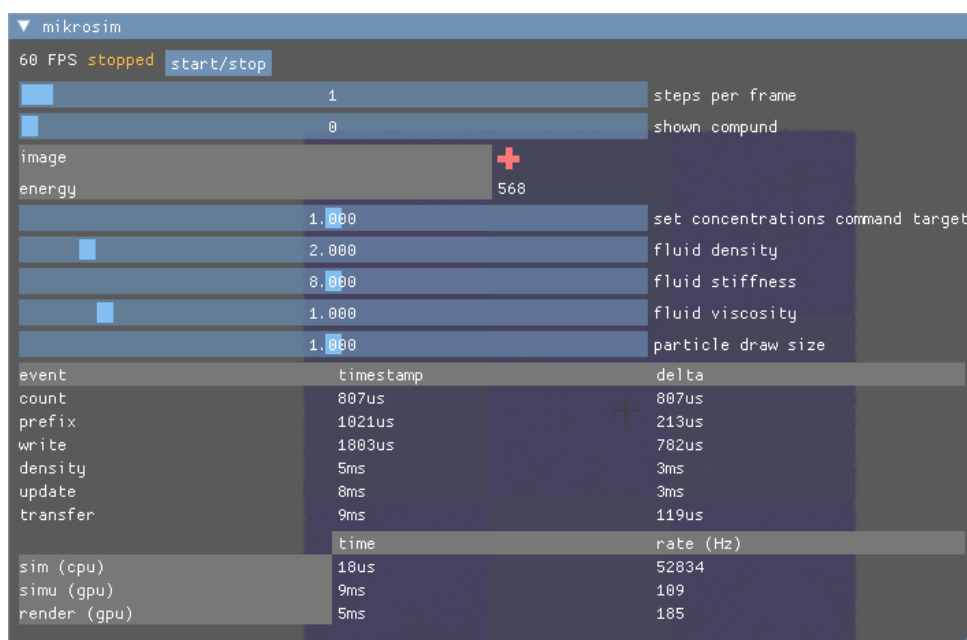 mikrosim
60 FPS stopped start/stop
1 steps per frame
0 shown compund
image
energy 568
1.000 set concentrations command target
2.000 fluid density
8.000 fluid stiffness
1.000 fluid viscosity
1.000 particle draw size
event timestamp delta
count 807us 807us
prefix 1021us 213us
write 1803us 782us
density 5ms 3ms
update 8ms 3ms
transfer 9ms 119us
time rate (Hz)
sim (cpu) 18us 52834
simu (gpu) 9ms 109
render (gpu) 5ms 185